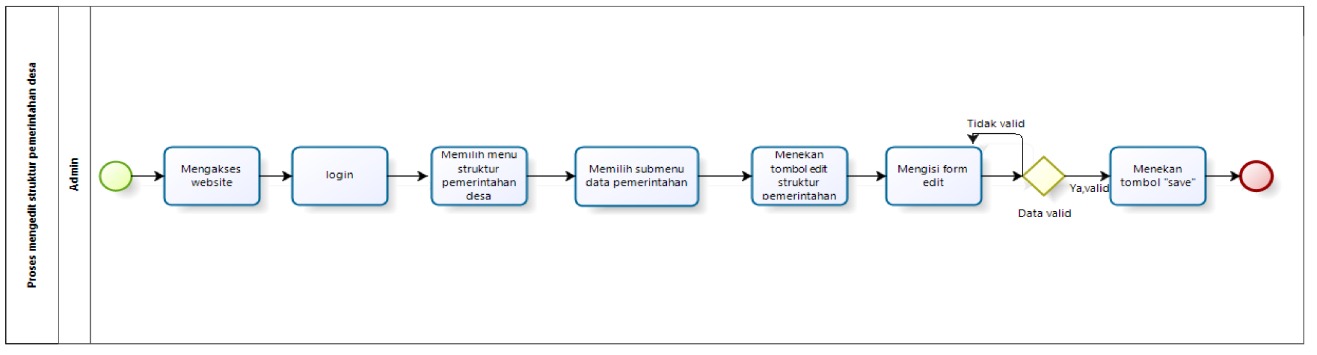 Proses mengedit struktur pemerintahan desa
Admin
Mengakses
website
login
Memilih menu
struktur
pemerintahan
desa
Memilih submenu
data pemerintahan
Menekan
tombol edit
struktur
pemerintahan
Mengisi form
edit
Tidak valid
Data valid
Ya,valid
Menekan
tombol "save"